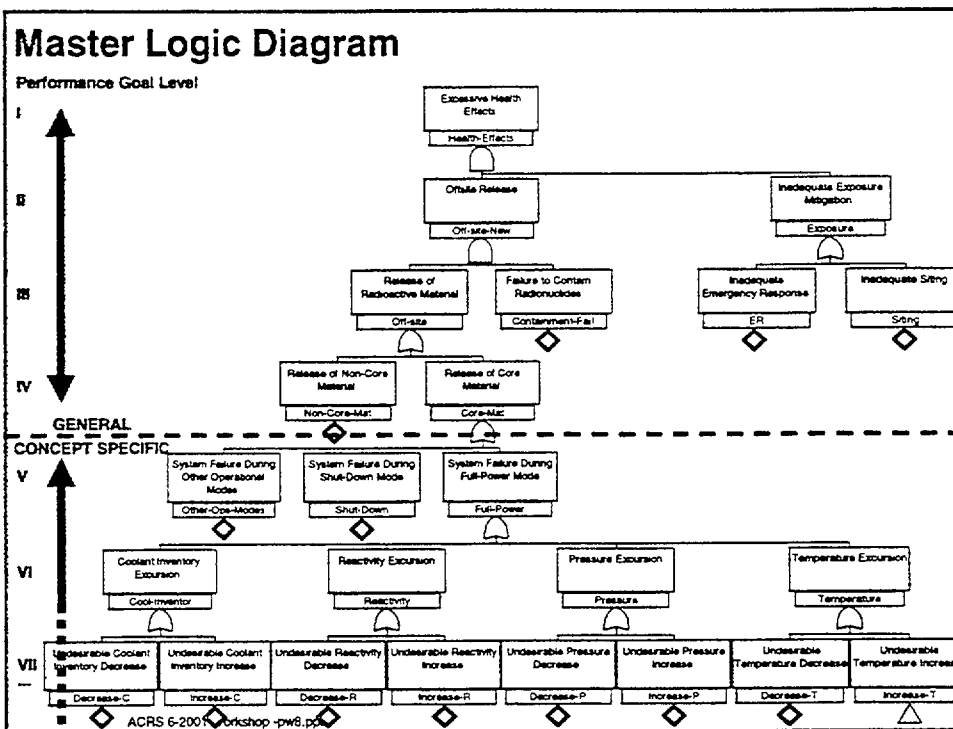 Master Logic Diagram
Performance Goal Level
I
Excessive Health
Effects
Health-Effects
II
Offsite Release
Off-site-New
Inadequate Exposure
Mitigation
Exposure
III
Release of
Radioactive Material
Off-site
Failure to Contain
Radionuclides
Containment-Fail
Inadequate
Emergency Response
ER
Inadequate Siting
Siting
IV
Release of Non-Core
Material
Non-Core-Mat
Release of Core
Material
Core-Mat
GENERAL
CONCEPT SPECIFIC
V
System Failure During
Other Operational
Modes
Other-Ops-Modes
System Failure During
Shut-Down Mode
Shut-Down
System Failure During
Full-Power Mode
Full-Power
VI
Coolant Inventory
Excursion
Cool-Inventor
Reactivity Excursion
Reactivity
Pressure Excursion
Pressure
Temperature Excursion
Temperature
VII
Undesirable Coolant
Inventory Decrease
Decrease-C
Undesirable Coolant
Inventory Increase
Increase-C
Undesirable Reactivity
Decrease
Decrease-R
Undesirable Reactivity
Increase
Increase-R
Undesirable Pressure
Decrease
Decrease-P
Undesirable Pressure
Increase
Increase-P
Undesirable
Temperature Decrease
Decrease-T
Undesirable
Temperature Increase
Increase-T
ACRS 6-2001